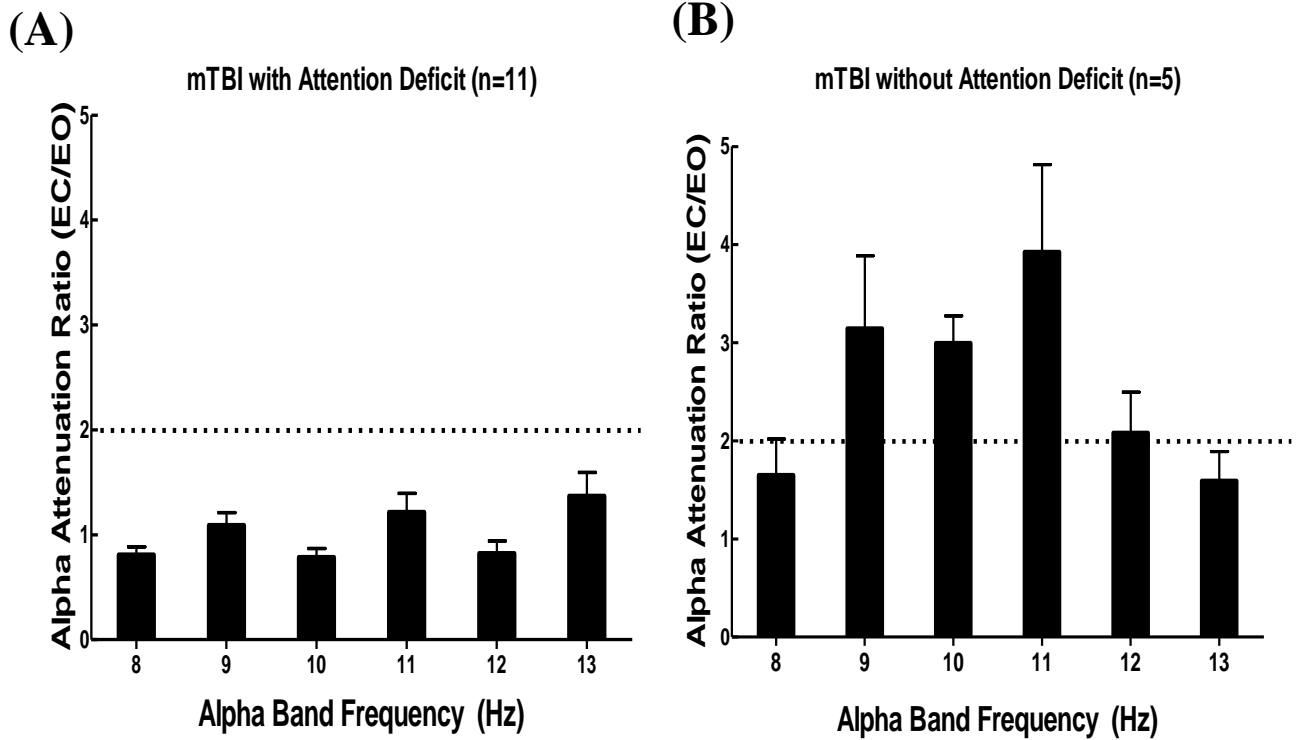 (A)
mTBI with Attention Deficit (n=11)
Alpha Attenuation Ratio (EC/EO)
5
4
3
2
1
0
8 9 10 11 12 13
Alpha Band Frequency (Hz)
(B)
mTBI without Attention Deficit (n=5)
Alpha Attenuation Ratio (EC/EO)
5
4
3
2
1
0
8 9 10 11 12 13
Alpha Band Frequency (Hz)